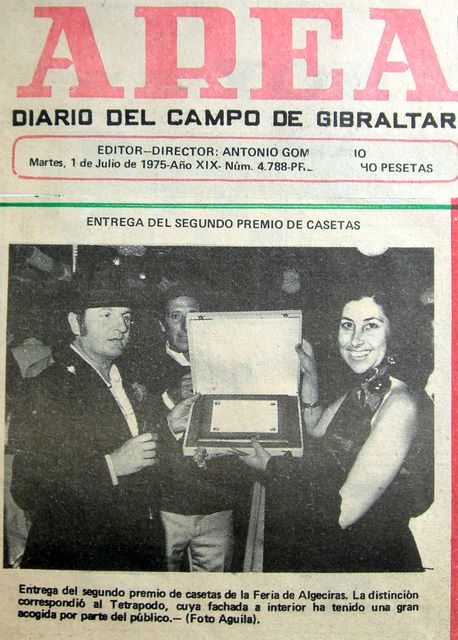 AREA
DIARIO DEL CAMPO DE GIBRALTAR
EDITOR—DIRECTOR: ANTONIO
Martes, 1 de Julio de 1975-Año XIX- Núm. 4.788- PESETAS
ENTREGA DEL SEGUNDO PREMIO DE CASETAS
Entrega del segundo premio de casetas de la Feria de Algeciras. La distinción
correspondió al Tetrapodo, cuya fachada a interior ha tenido una gran
acogida por parte del público.— (Foto Aguila).